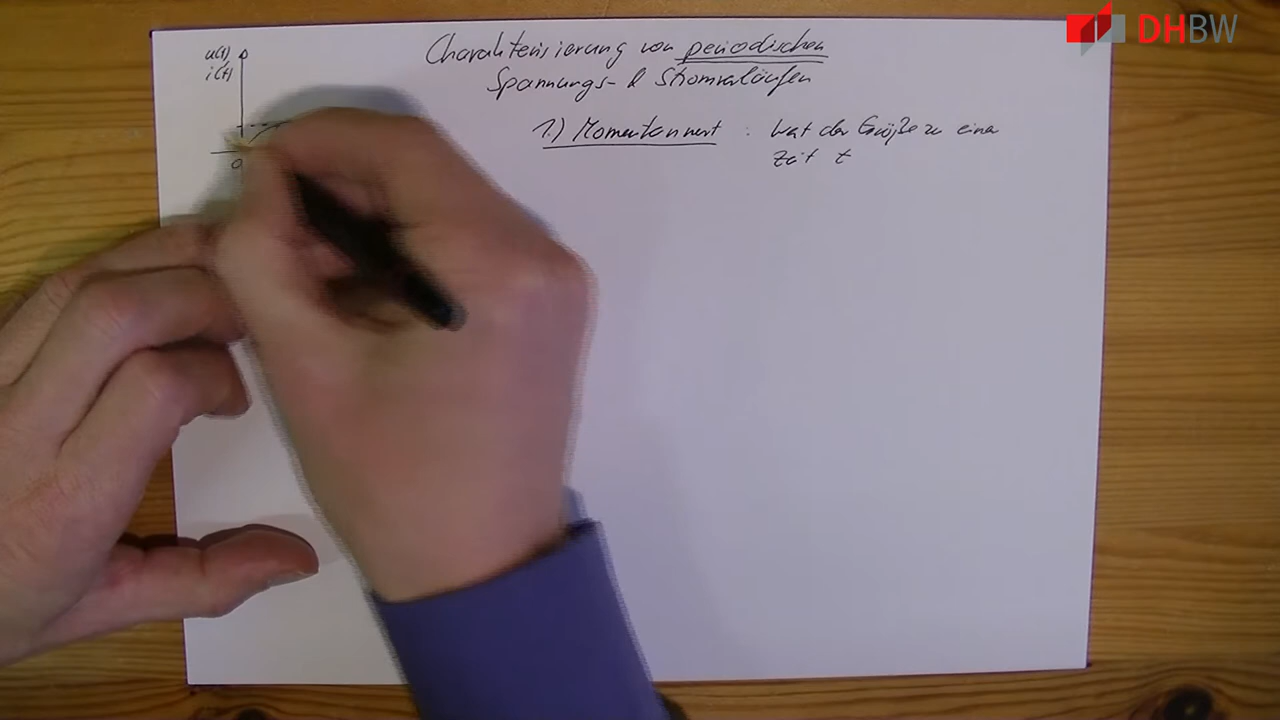 DHBW
Charakterisierung von periodischen
Spannungs- & Stromverläufen
u(t)
i(t)
0
1.) Momentanwert : Wert der Größe zu einer
Zeit t